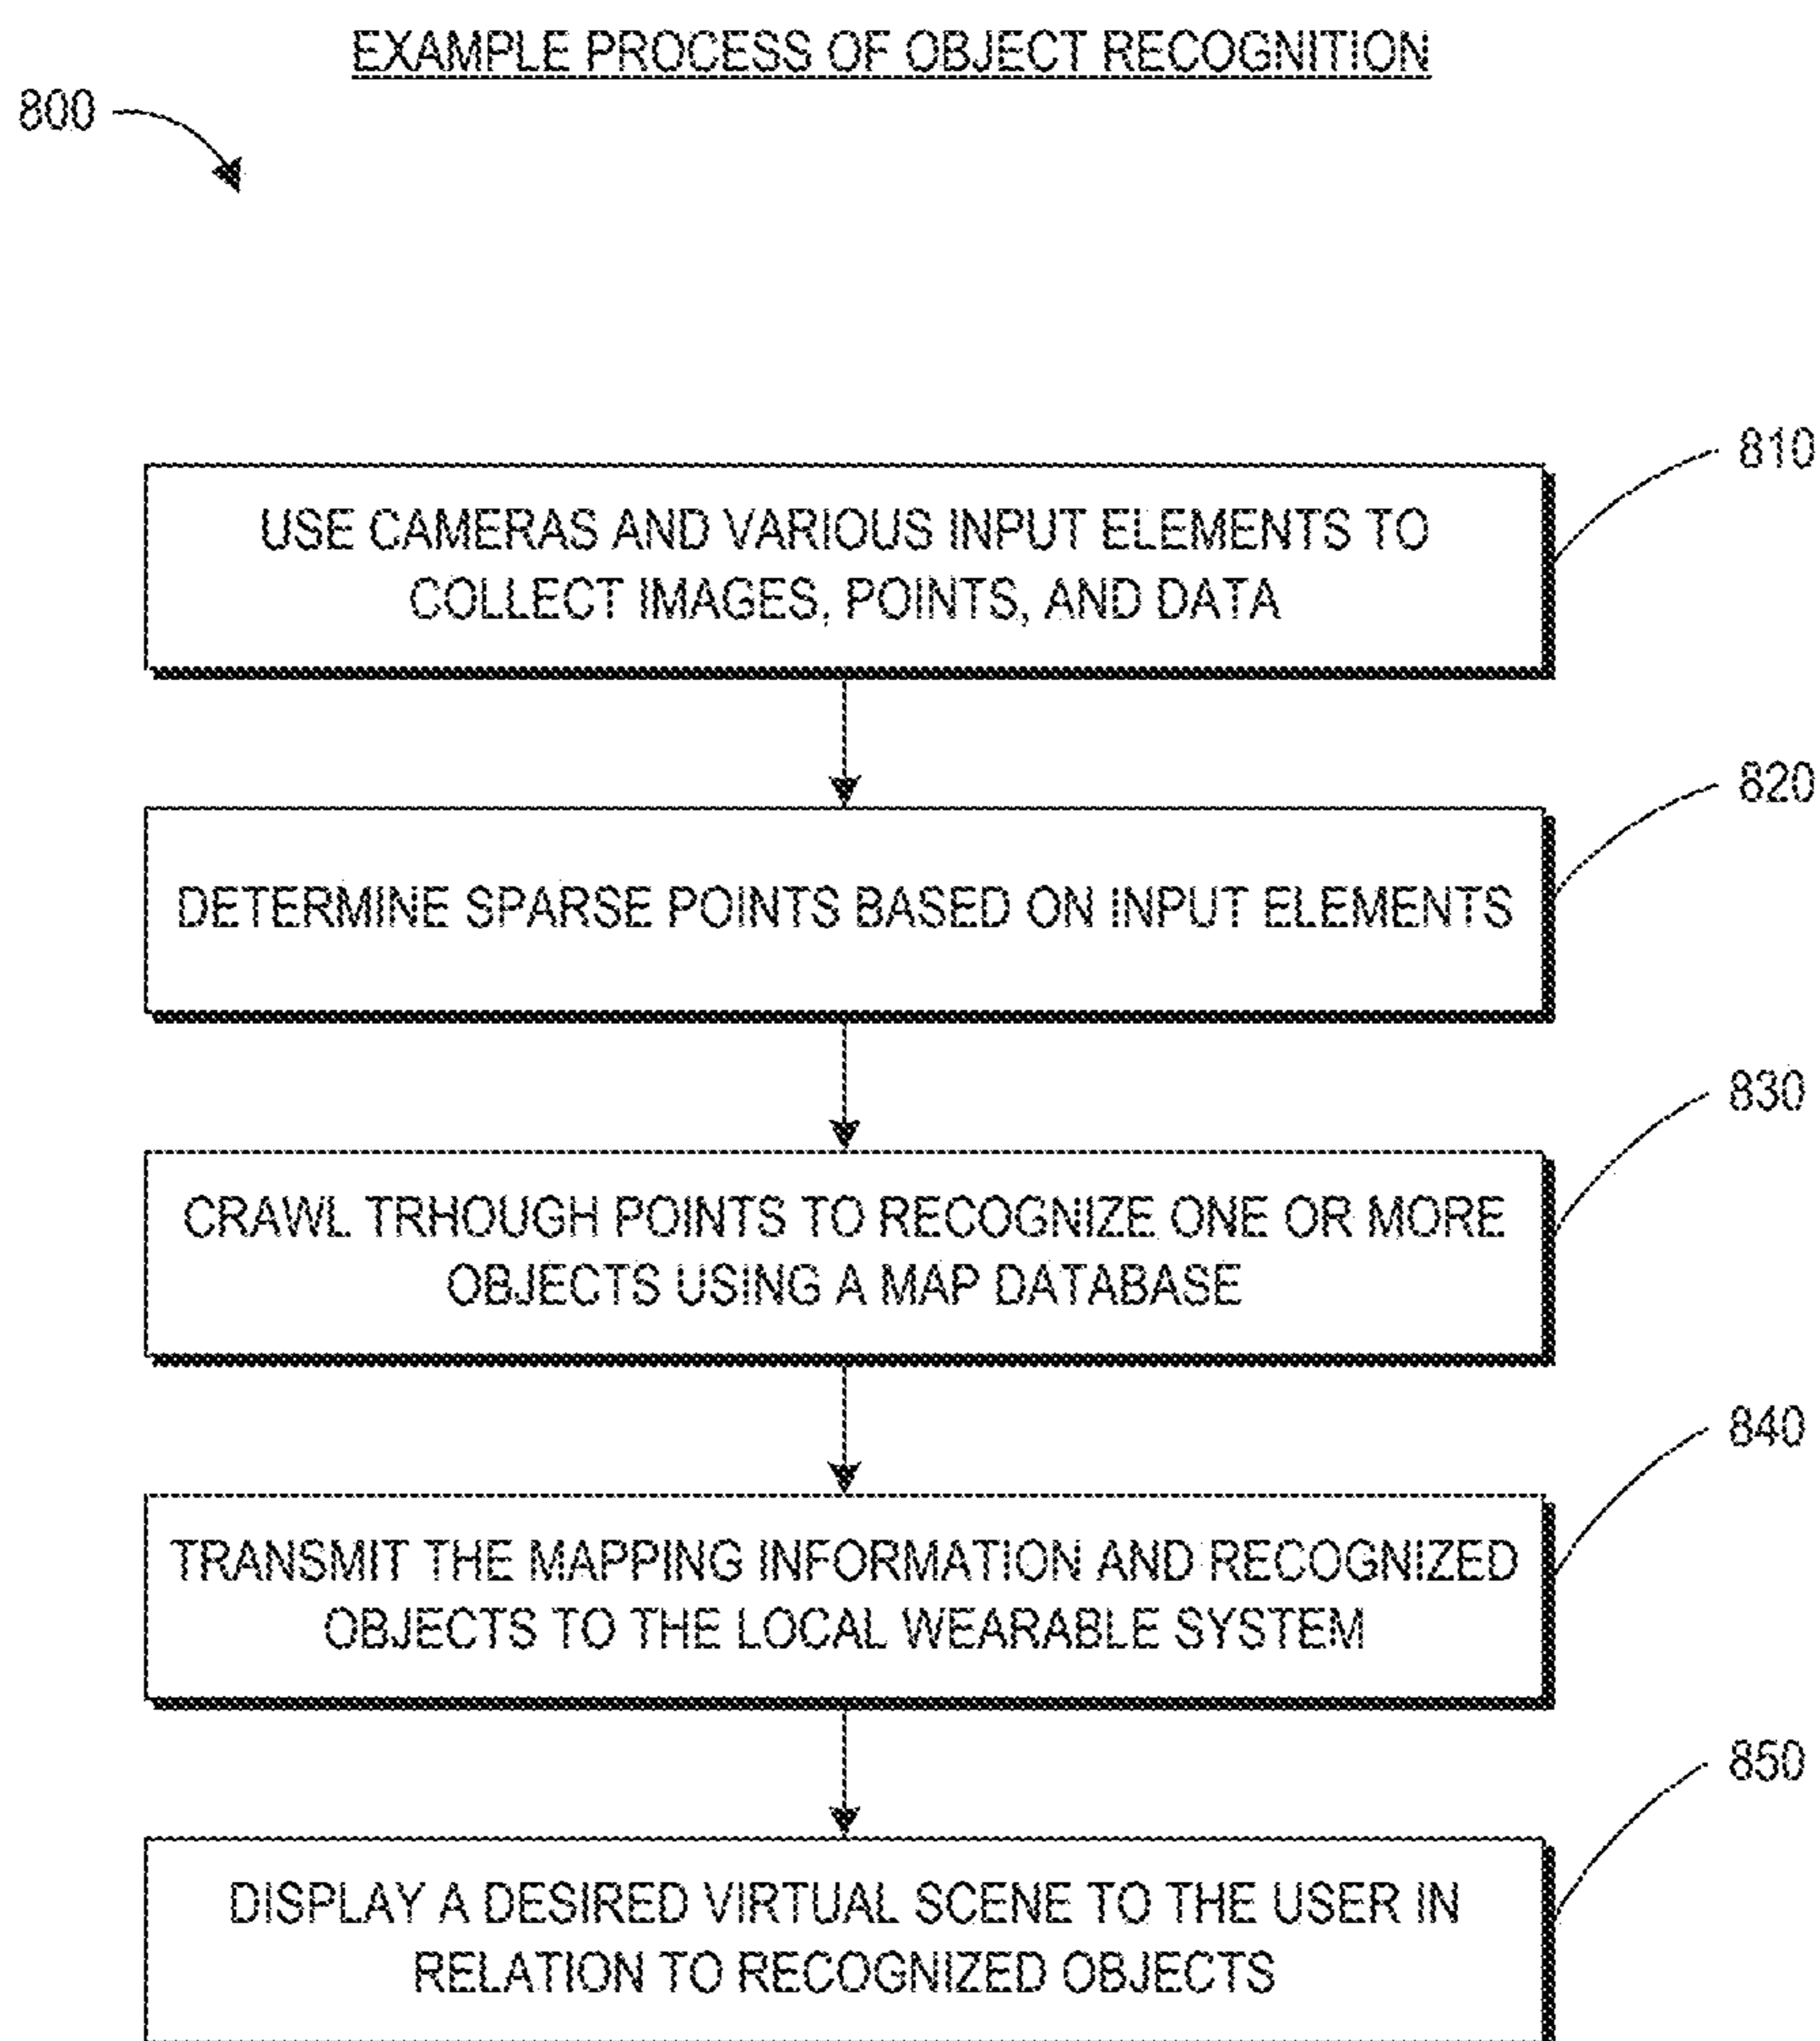 EXAMPLE PROCESS OF OBJECT RECOGNITION
800
810
USE CAMERAS AND VARIOUS INPUT ELEMENTS TO
COLLECT IMAGES, POINTS, AND DATA
820
DETERMINE SPARSE POINTS BASED ON INPUT ELEMENTS
830
CRAWL TRHOUGH POINTS TO RECOGNIZE ONE OR MORE
OBJECTS USING A MAP DATABASE
840
TRANSMIT THE MAPPING INFORMATION AND RECOGNIZED
OBJECTS TO THE LOCAL WEARABLE SYSTEM
850
DISPLAY A DESIRED VIRTUAL SCENE TO THE USER IN
RELATION TO RECOGNIZED OBJECTS